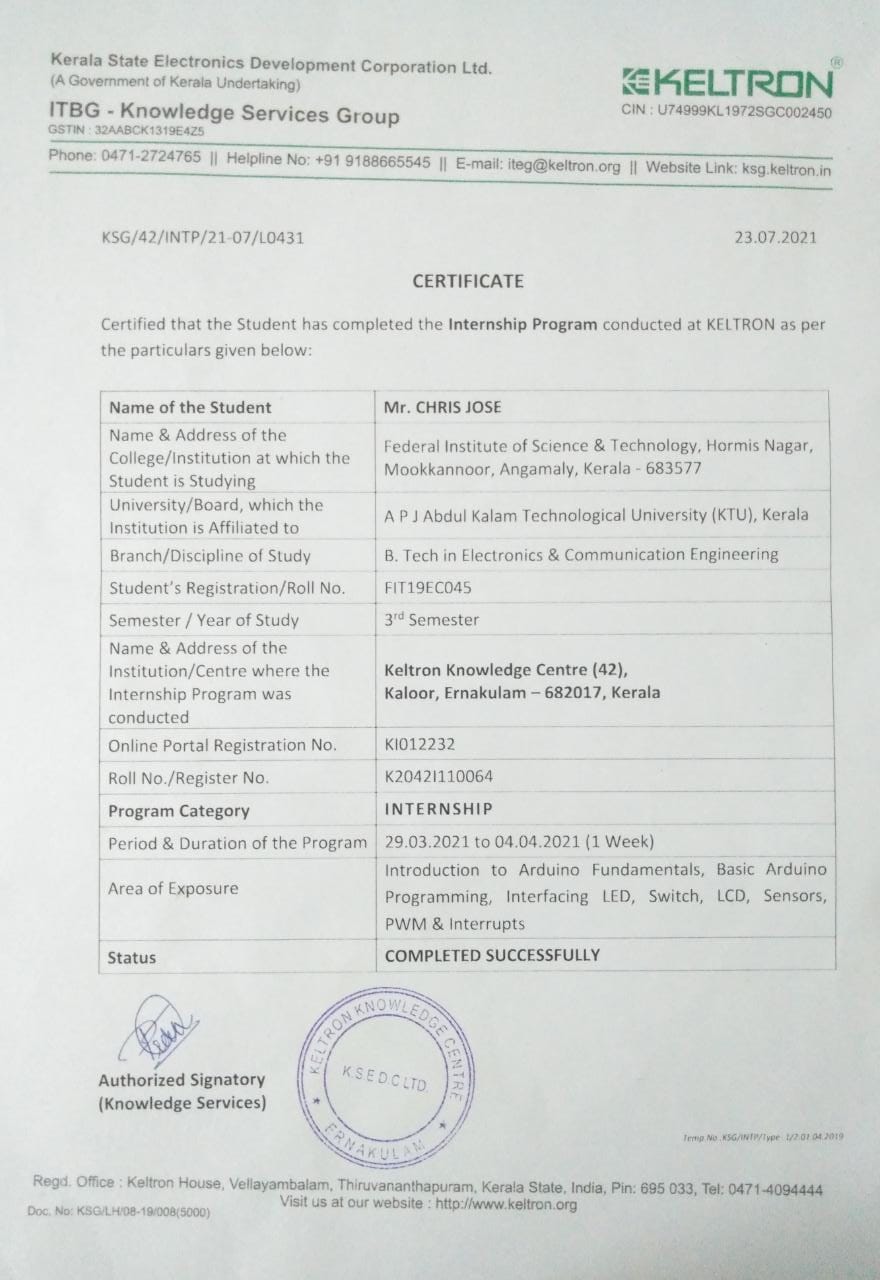 Kerala State Electronics Development Corporation Ltd.
(A Government of Kerala Undertaking)
ITBG - Knowledge Services Group
GSTIN : 32AABCK1319E4Z5
KELTRON®
CIN : U74999KL1972SGC002450
Phone: 0471-2724765 || Helpline No: +91 9188665545 || E-mail: iteg@keltron.org || Website Link: ksg.keltron.in
KSG/42/INTP/21-07/L0431
23.07.2021
CERTIFICATE
Certified that the Student has completed the Internship Program conducted at KELTRON as per
the particulars given below:
Name of the Student
Mr. CHRIS JOSE
Name & Address of the
College/Institution at which the
Student is Studying
Federal Institute of Science & Technology, Hormis Nagar,
Mookkannoor, Angamaly, Kerala - 683577
University/Board, which the
Institution is Affiliated to
A P J Abdul Kalam Technological University (KTU), Kerala
Branch/Discipline of Study
B. Tech in Electronics & Communication Engineering
Student's Registration/Roll No.
FIT19EC045
Semester / Year of Study
3rd Semester
Name & Address of the
Institution/Centre where the
Internship Program was
conducted
Keltron Knowledge Centre (42),
Kaloor, Ernakulam – 682017, Kerala
Online Portal Registration No.
KI012232
Roll No./Register No.
K2042I110064
Program Category
INTERNSHIP
Period & Duration of the Program
29.03.2021 to 04.04.2021 (1 Week)
Area of Exposure
Introduction to Arduino Fundamentals, Basic Arduino
Programming, Interfacing LED, Switch, LCD, Sensors,
PWM & Interrupts
Status
COMPLETED SUCCESSFULLY
Authorized Signatory
(Knowledge Services)
KELTRON KNOWLEDGE CENTRE
K.S.E.D.C LTD.
ERNAKULAM
Temp.No.:KSG/INTP/Type-1/2:01.04.2019
Regd. Office : Keltron House, Vellayambalam, Thiruvananthapuram, Kerala State, India, Pin: 695 033, Tel: 0471-4094444
Visit us at our website : http://www.keltron.org
Doc. No: KSG/LH/08-19/008(5000)